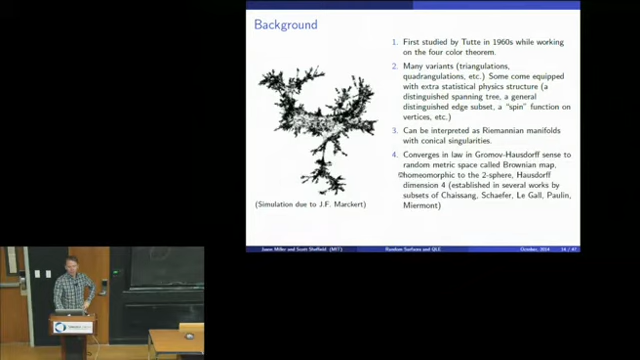 Background
1. First studied by Tutte in 1960s while working
on the four color theorem.
2. Many variants (triangulations,
quadrangulations, etc.) Some come equipped
with extra statistical physics structure (a
distinguished spanning tree, a general
distinguished edge subset, a "spin" function on
vertices, etc.)
3. Can be interpreted as Riemannian manifolds
with conical singularities.
4. Converges in law in Gromov-Hausdorff sense to
random metric space called Brownian map,
homeomorphic to the 2-sphere, Hausdorff
dimension 4 (established in several works by
subsets of Chaissang, Schaefer, Le Gall, Paulin,
Miermont)
(Simulation due to J.F. Marckert)
Jason Miller and Scott Sheffield (MIT)
Random Surfaces and QLE
October, 2014
14 / 47